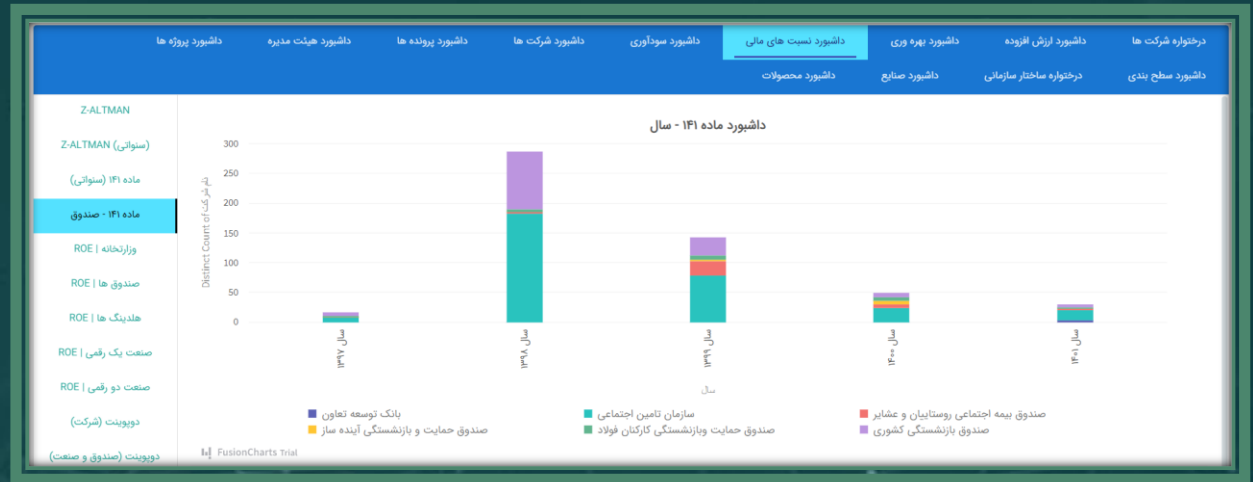 درختواره شرکت ها
داشبورد ارزش افزوده
داشبورد بهره وری
داشبورد نسبت های مالی
داشبورد سودآوری
داشبورد شرکت ها
داشبورد پرونده ها
داشبورد هیئت مدیره
داشبورد پروژه ها
داشبورد سطح بندی
درختواره ساختار سازمانی
داشبورد صنایع
داشبورد محصولات
Z-ALTMAN
Z-ALTMAN (سنواتی)
ماده ۱۴۱ (سنواتی)
ماده ۱۴۱ - صندوق
وزارتخانه | ROE
صندوق ها | ROE
هلدینگ ها | ROE
صنعت یک رقمی | ROE
صنعت دو رقمی | ROE
دوپوینت (شرکت)
دوپوینت (صندوق و صنعت)
داشبورد ماده ۱۴۱ - سال
Distinct Count of نام شرکت
300
250
200
150
100
50
0
سال ۱۳۹۷
سال ۱۳۹۸
سال ۱۳۹۹
سال ۱۴۰۰
سال ۱۴۰۱
سال
بانک توسعه تعاون
سازمان تامین اجتماعی
صندوق بیمه اجتماعی روستاییان و عشایر
صندوق حمایت و بازنشستگی آینده ساز
صندوق حمایت وبازنشستگی کارکنان فولاد
صندوق بازنشستگی کشوری
FusionCharts Trial